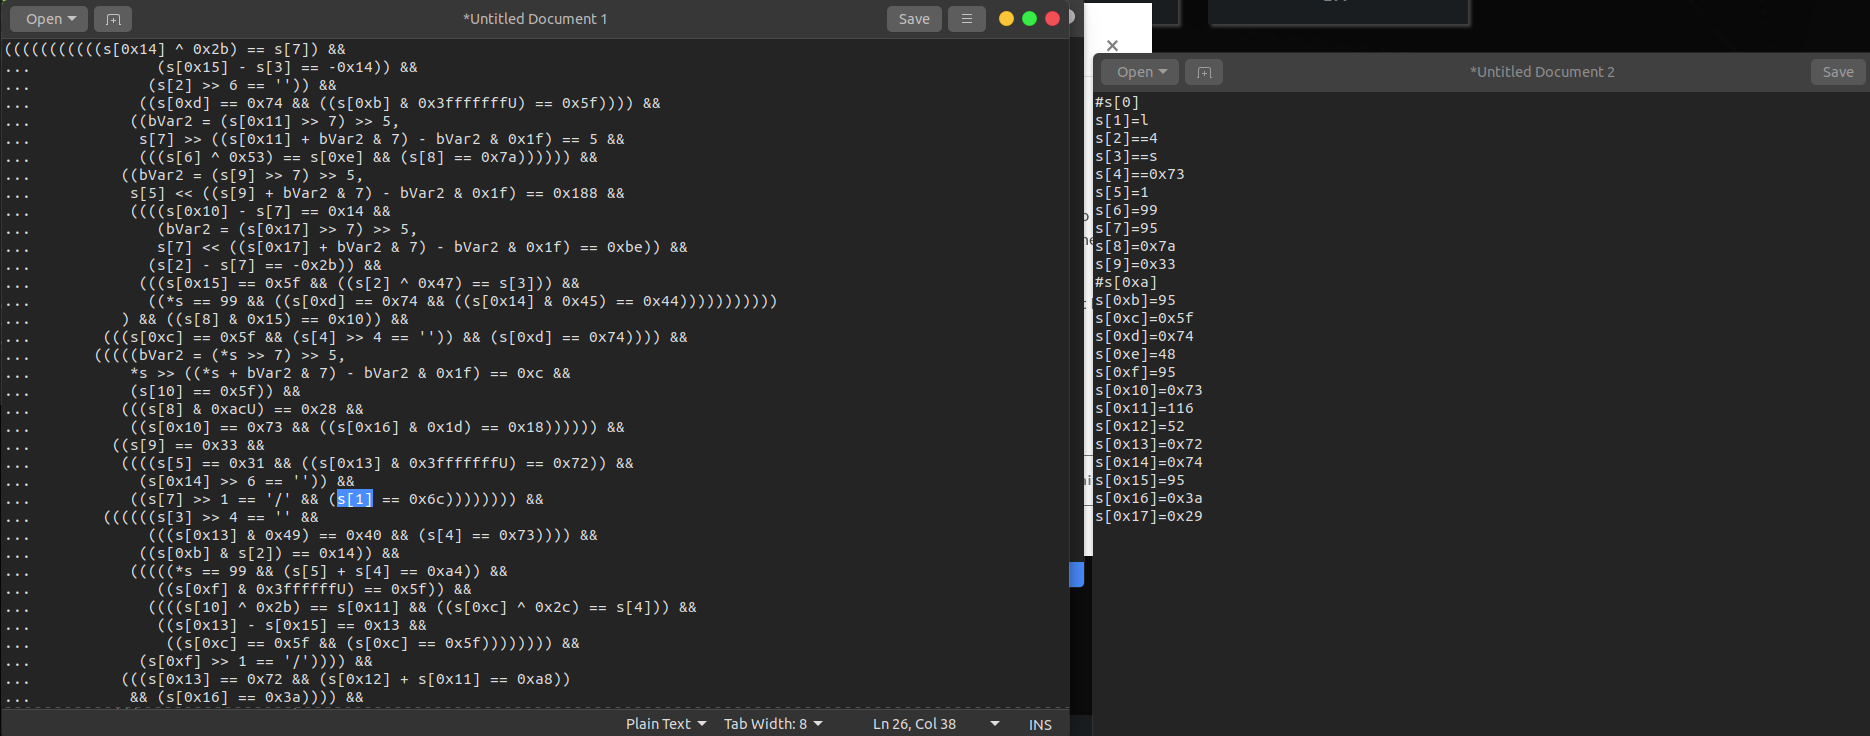 Open
*Untitled Document 1
Save
(((((((((((s[0x14] ^ 0x2b) == s[7]) &&
...              (s[0x15] - s[3] == -0x14)) &&
...             (s[2] >> 6 == '')) &&
...            ((s[0xd] == 0x74 && ((s[0xb] & 0x3fffffffU) == 0x5f)))) &&
...           ((bVar2 = (s[0x11] >> 7) >> 5,
...            s[7] >> ((s[0x11] + bVar2 & 7) - bVar2 & 0x1f) == 5 &&
...            (((s[6] ^ 0x53) == s[0xe] && (s[8] == 0x7a)))))) &&
...          ((bVar2 = (s[9] >> 7) >> 5,
...           s[5] << ((s[9] + bVar2 & 7) - bVar2 & 0x1f) == 0x188 &&
...           ((((s[0x10] - s[7] == 0x14 &&
...              (bVar2 = (s[0x17] >> 7) >> 5,
...              s[7] << ((s[0x17] + bVar2 & 7) - bVar2 & 0x1f) == 0xbe)) &&
...             (s[2] - s[7] == -0x2b)) &&
...            (((s[0x15] == 0x5f && ((s[2] ^ 0x47) == s[3])) &&
...             ((*s == 99 && ((s[0xd] == 0x74 && ((s[0x14] & 0x45) == 0x44)))))))))))
...          ) && ((s[8] & 0x15) == 0x10)) &&
...        (((s[0xc] == 0x5f && (s[4] >> 4 == '')) && (s[0xd] == 0x74)))) &&
...       (((((bVar2 = (*s >> 7) >> 5,
...           *s >> ((*s + bVar2 & 7) - bVar2 & 0x1f) == 0xc &&
...           (s[10] == 0x5f)) &&
...          (((s[8] & 0xacU) == 0x28 &&
...           ((s[0x10] == 0x73 && ((s[0x16] & 0x1d) == 0x18)))))) &&
...         ((s[9] == 0x33 &&
...          ((((s[5] == 0x31 && ((s[0x13] & 0x3fffffffU) == 0x72)) &&
...            (s[0x14] >> 6 == '')) &&
...           ((s[7] >> 1 == '/' && (s[1] == 0x6c)))))))) &&
...        ((((((s[3] >> 4 == '' &&
...             (((s[0x13] & 0x49) == 0x40 && (s[4] == 0x73)))) &&
...            ((s[0xb] & s[2]) == 0x14)) &&
...           (((((*s == 99 && (s[5] + s[4] == 0xa4)) &&
...              ((s[0xf] & 0x3ffffffU) == 0x5f)) &&
...             ((((s[10] ^ 0x2b) == s[0x11] && ((s[0xc] ^ 0x2c) == s[4])) &&
...              ((s[0x13] - s[0x15] == 0x13 &&
...               ((s[0xc] == 0x5f && (s[0xc] == 0x5f)))))))) &&
...            (s[0xf] >> 1 == '/')))) &&
...          (((s[0x13] == 0x72 && (s[0x12] + s[0x11] == 0xa8))
...           && (s[0x16] == 0x3a)))) &&
Plain Text
Tab Width: 8
Ln 26, Col 38
INS
Open
*Untitled Document 2
Save
#s[0]
s[1]=l
s[2]==4
s[3]==s
s[4]==0x73
s[5]=1
s[6]=99
s[7]=95
s[8]=0x7a
s[9]=0x33
#s[0xa]
s[0xb]=95
s[0xc]=0x5f
s[0xd]=0x74
s[0xe]=48
s[0xf]=95
s[0x10]=0x73
s[0x11]=116
s[0x12]=52
s[0x13]=0x72
s[0x14]=0x74
s[0x15]=95
s[0x16]=0x3a
s[0x17]=0x29